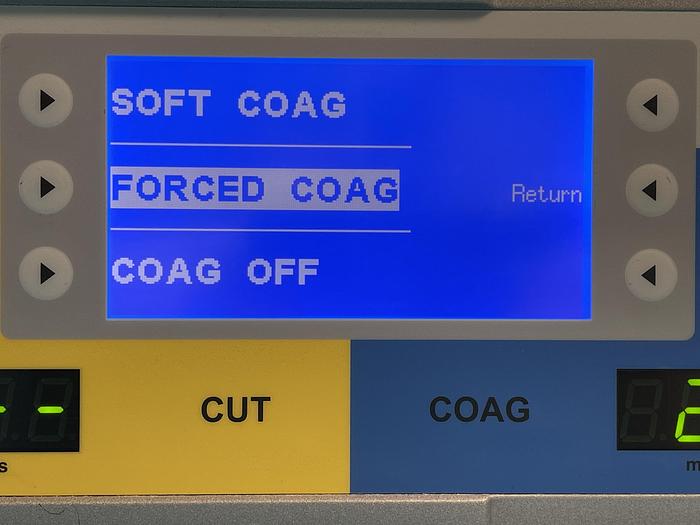 SOFT COAG
FORCED COAG
Return
COAG OFF
CUT
COAG